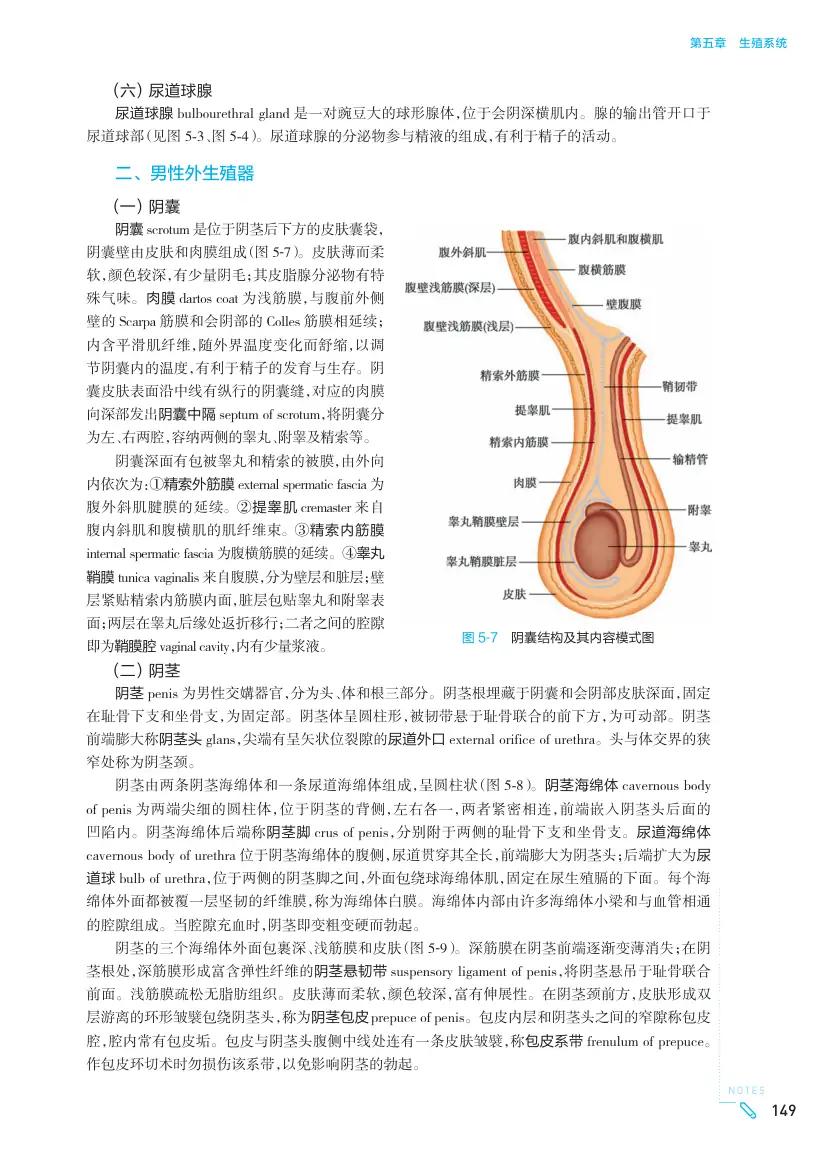 第五章 生殖系统
（六）尿道球腺
尿道球腺 bulbourethral gland 是一对豌豆大的球形腺体，位于会阴深横肌内。腺的输出管开口于
尿道球部（见图 5-3、图 5-4）。尿道球腺的分泌物参与精液的组成，有利于精子的活动。
二、男性外生殖器
（一）阴囊
阴囊 scrotum 是位于阴茎后下方的皮肤囊袋，
阴囊壁由皮肤和肉膜组成（图 5-7）。皮肤薄而柔
软，颜色较深，有少量阴毛；其皮脂腺分泌物有特
殊气味。肉膜 dartos coat 为浅筋膜，与腹前外侧
壁的 Scarpa 筋膜和会阴部的 Colles 筋膜相延续；
内含平滑肌纤维，随外界温度变化而舒缩，以调
节阴囊内的温度，有利于精子的发育与生存。阴
囊皮肤表面沿中线有纵行的阴囊缝，对应的肉膜
向深部发出阴囊中隔 septum of scrotum，将阴囊分
为左、右两腔，容纳两侧的睾丸、附睾及精索等。
阴囊深面有包被睾丸和精索的被膜，由外向
内依次为：①精索外筋膜 external spermatic fascia 为
腹外斜肌腱膜的延续。②提睾肌 cremaster 来自
腹内斜肌和腹横肌的肌纤维束。③精索内筋膜
internal spermatic fascia 为腹横筋膜的延续。④睾丸
鞘膜 tunica vaginalis 来自腹膜，分为壁层和脏层；壁
层紧贴精索内筋膜内面，脏层包贴睾丸和附睾表
面；两层在睾丸后缘处返折移行；二者之间的腔隙
即为鞘膜腔 vaginal cavity，内有少量浆液。
腹内斜肌和腹横肌
腹外斜肌
腹横筋膜
腹壁浅筋膜(深层)
壁腹膜
腹壁浅筋膜(浅层)
精索外筋膜
鞘韧带
提睾肌
提睾肌
精索内筋膜
输精管
肉膜
附睾
睾丸鞘膜壁层
睾丸
睾丸鞘膜脏层
皮肤
图 5-7 阴囊结构及其内容模式图
（二）阴茎
阴茎 penis 为男性交媾器官，分为头、体和根三部分。阴茎根埋藏于阴囊和会阴部皮肤深面，固定
在耻骨下支和坐骨支，为固定部。阴茎体呈圆柱形，被韧带悬于耻骨联合的前下方，为可动部。阴茎
前端膨大称阴茎头 glans，尖端有呈矢状位裂隙的尿道外口 external orifice of urethra。头与体交界的狭
窄处称为阴茎颈。
阴茎由两条阴茎海绵体和一条尿道海绵体组成，呈圆柱状（图 5-8）。阴茎海绵体 cavernous body
of penis 为两端尖细的圆柱体，位于阴茎的背侧，左右各一，两者紧密相连，前端嵌入阴茎头后面的
凹陷内。阴茎海绵体后端称阴茎脚 crus of penis，分别附于两侧的耻骨下支和坐骨支。尿道海绵体
cavernous body of urethra 位于阴茎海绵体的腹侧，尿道贯穿其全长，前端膨大为阴茎头；后端扩大为尿
道球 bulb of urethra，位于两侧的阴茎脚之间，外面包绕球海绵体肌，固定在尿生殖膈的下面。每个海
绵体外面都被覆一层坚韧的纤维膜，称为海绵体白膜。海绵体内部由许多海绵体小梁和与血管相通
的腔隙组成。当腔隙充血时，阴茎即变粗变硬而勃起。
阴茎的三个海绵体外面包裹深、浅筋膜和皮肤（图 5-9）。深筋膜在阴茎前端逐渐变薄消失；在阴
茎根处，深筋膜形成富含弹性纤维的阴茎悬韧带 suspensory ligament of penis，将阴茎悬吊于耻骨联合
前面。浅筋膜疏松无脂肪组织。皮肤薄而柔软，颜色较深，富有伸展性。在阴茎颈前方，皮肤形成双
层游离的环形皱襞包绕阴茎头，称为阴茎包皮 prepuce of penis。包皮内层和阴茎头之间的窄隙称包皮
腔，腔内常有包皮垢。包皮与阴茎头腹侧中线处连有一条皮肤皱襞，称包皮系带 frenulum of prepuce。
作包皮环切术时勿损伤该系带，以免影响阴茎的勃起。
NOTES
149